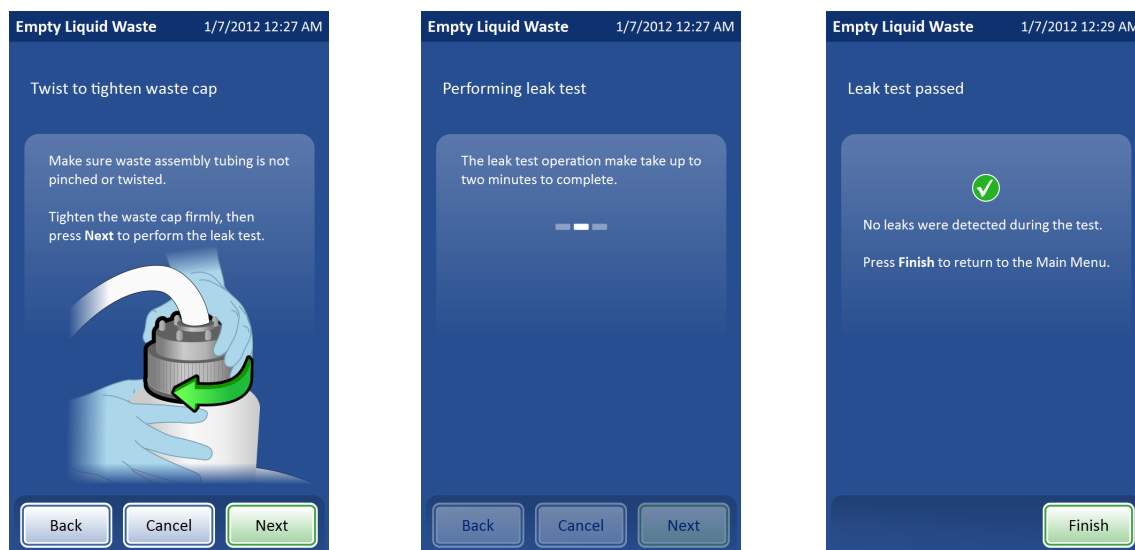 Empty Liquid Waste 1/7/2012 12:27 AM
Twist to tighten waste cap
Make sure waste assembly tubing is not
pinched or twisted.
Tighten the waste cap firmly, then
press Next to perform the leak test.
Back Cancel Next
Empty Liquid Waste 1/7/2012 12:27 AM
Performing leak test
The leak test operation make take up to
two minutes to complete.
Back Cancel Next
Empty Liquid Waste 1/7/2012 12:29 AM
Leak test passed
No leaks were detected during the test.
Press Finish to return to the Main Menu.
Finish